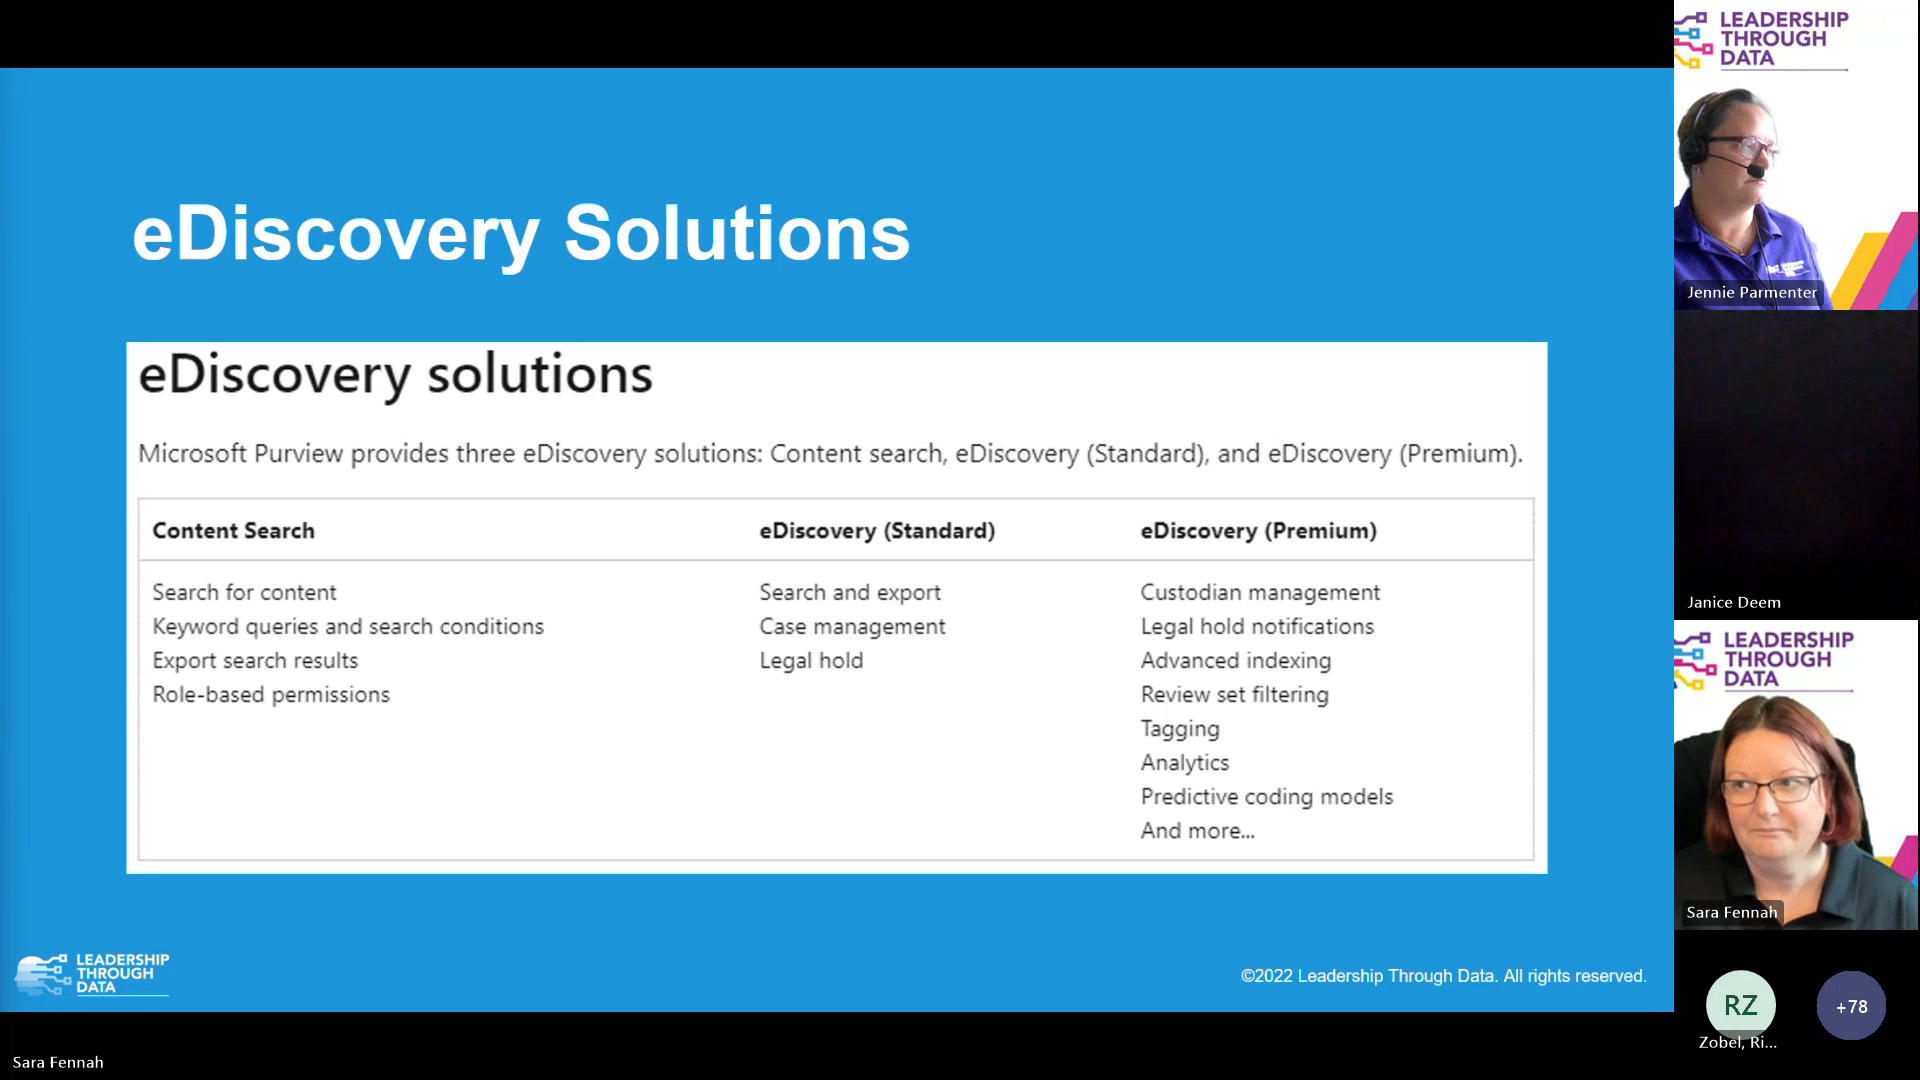 eDiscovery Solutions
eDiscovery solutions
Microsoft Purview provides three eDiscovery solutions: Content search, eDiscovery (Standard), and eDiscovery (Premium).
Content Search
Search for content
Keyword queries and search conditions
Export search results
Role-based permissions
eDiscovery (Standard)
Search and export
Case management
Legal hold
eDiscovery (Premium)
Custodian management
Legal hold notifications
Advanced indexing
Review set filtering
Tagging
Analytics
Predictive coding models
And more...
LEADERSHIP
THROUGH
DATA
©2022 Leadership Through Data. All rights reserved.
Sara Fennah
LEADERSHIP
THROUGH
DATA
Jennie Parmenter
Janice Deem
LEADERSHIP
THROUGH
DATA
Sara Fennah
RZ
Zobel, Ri...
+78